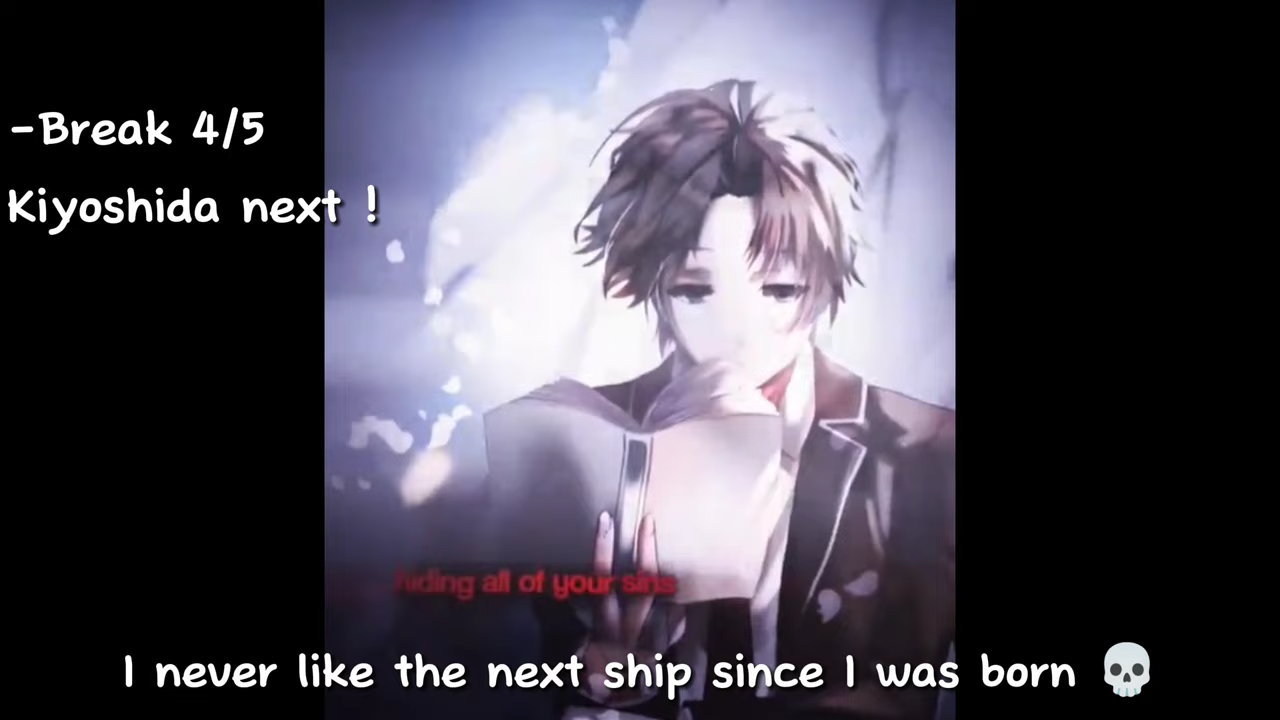 -Break 4/5
Kiyoshida next !
hiding all of your sins
I never like the next ship since I was born 💀